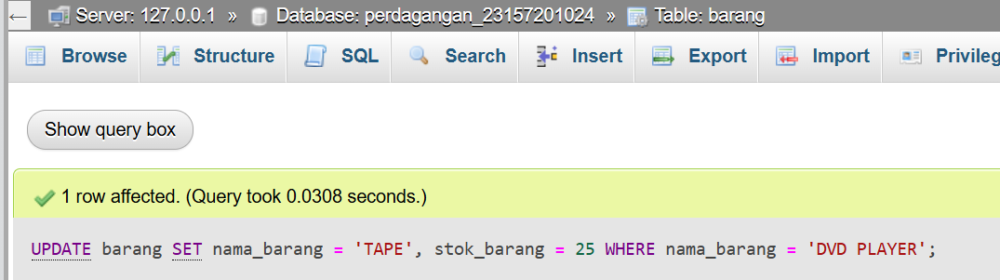 ← Server: 127.0.0.1 » Database: perdagangan_23157201024 » Table: barang
Browse Structure SQL Search Insert Export Import Privileg
Show query box
1 row affected. (Query took 0.0308 seconds.)
UPDATE barang SET nama_barang = 'TAPE', stok_barang = 25 WHERE nama_barang = 'DVD PLAYER';